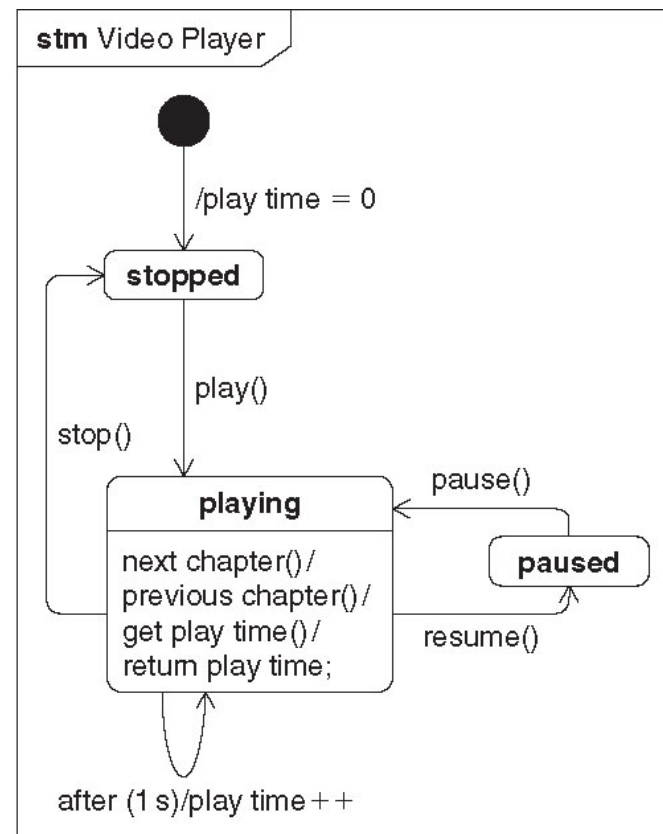 stm Video Player
/play time = 0
stopped
play()
stop()
playing
pause()
next chapter()/
previous chapter()/
get play time()/
return play time;
paused
resume()
after (1 s)/play time++